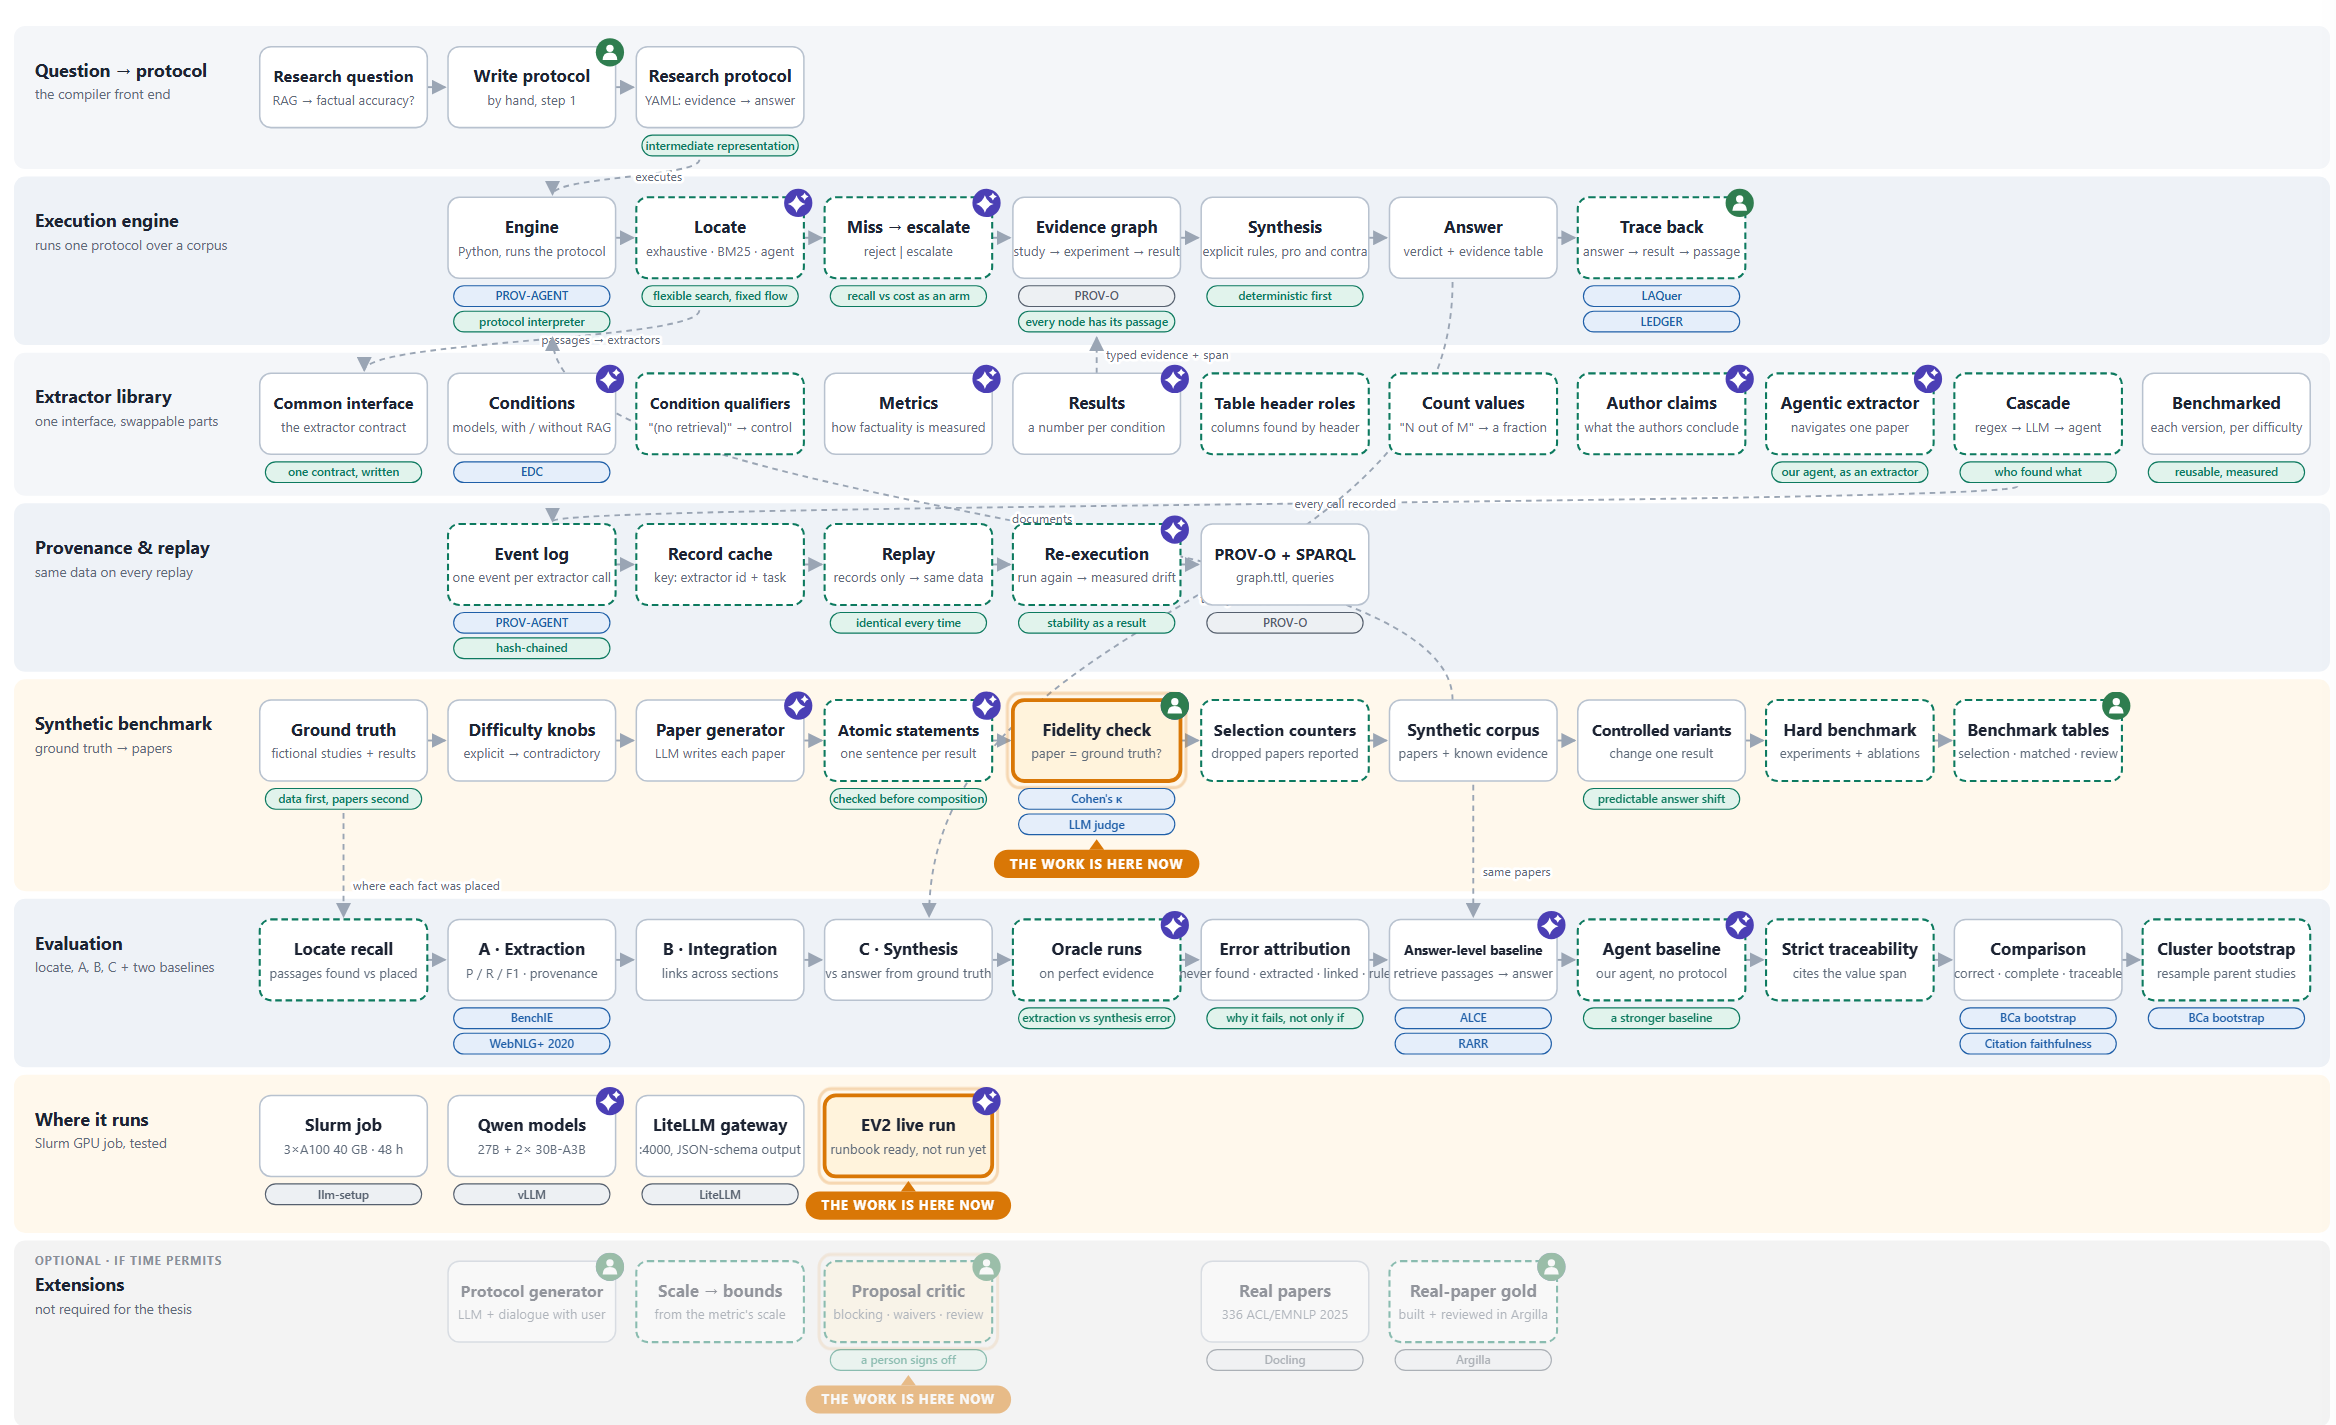 Question → protocol
the compiler front end
Research question
RAG → factual accuracy?
Write protocol
by hand, step 1
Research protocol
YAML: evidence → answer
intermediate representation
executes
Execution engine
runs one protocol over a corpus
Engine
Python, runs the protocol
PROV-AGENT
protocol interpreter
Locate
exhaustive · BM25 · agent
flexible search, fixed flow
Miss → escalate
reject | escalate
recall vs cost as an arm
Evidence graph
study → experiment → result
PROV-O
every node has its passage
Synthesis
explicit rules, pro and contra
deterministic first
Answer
verdict + evidence table
Trace back
answer → result → passage
LAQuer
LEDGER
passages → extractors
typed evidence + span
Extractor library
one interface, swappable parts
Common interface
the extractor contract
one contract, written
Conditions
models, with / without RAG
EDC
Condition qualifiers
"(no retrieval)" → control
Metrics
how factuality is measured
Results
a number per condition
Table header roles
columns found by header
Count values
"N out of M" → a fraction
Author claims
what the authors conclude
Agentic extractor
navigates one paper
our agent, as an extractor
Cascade
regex → LLM → agent
who found what
Benchmarked
each version, per difficulty
reusable, measured
every call recorded
documents
Provenance & replay
same data on every replay
Event log
one event per extractor call
PROV-AGENT
hash-chained
Record cache
key: extractor id + task
Replay
records only → same data
identical every time
Re-execution
run again → measured drift
stability as a result
PROV-O + SPARQL
graph.ttl, queries
PROV-O
Synthetic benchmark
ground truth → papers
Ground truth
fictional studies + results
data first, papers second
Difficulty knobs
explicit → contradictory
Paper generator
LLM writes each paper
Atomic statements
one sentence per result
checked before composition
Fidelity check
paper = ground truth?
Cohen's κ
LLM judge
THE WORK IS HERE NOW
Selection counters
dropped papers reported
Synthetic corpus
papers + known evidence
Controlled variants
change one result
predictable answer shift
Hard benchmark
experiments + ablations
Benchmark tables
selection · matched · review
where each fact was placed
same papers
Evaluation
locate, A, B, C + two baselines
Locate recall
passages found vs placed
A · Extraction
P / R / F1 · provenance
BenchIE
WebNLG+ 2020
B · Integration
links across sections
C · Synthesis
vs answer from ground truth
Oracle runs
on perfect evidence
extraction vs synthesis error
Error attribution
never found · extracted · linked · rule
why it fails, not only if
Answer-level baseline
retrieve passages → answer
ALCE
RARR
Agent baseline
our agent, no protocol
a stronger baseline
Strict traceability
cites the value span
Comparison
correct · complete · traceable
BCa bootstrap
Citation faithfulness
Cluster bootstrap
resample parent studies
BCa bootstrap
Where it runs
Slurm GPU job, tested
Slurm job
3×A100 40 GB · 48 h
llm-setup
Qwen models
27B + 2× 30B-A3B
vLLM
LiteLLM gateway
:4000, JSON-schema output
LiteLLM
EV2 live run
runbook ready, not run yet
THE WORK IS HERE NOW
OPTIONAL · IF TIME PERMITS
Extensions
not required for the thesis
Protocol generator
LLM + dialogue with user
Scale → bounds
from the metric's scale
Proposal critic
blocking · waivers · review
a person signs off
THE WORK IS HERE NOW
Real papers
336 ACL/EMNLP 2025
Docling
Real-paper gold
built + reviewed in Argilla
Argilla